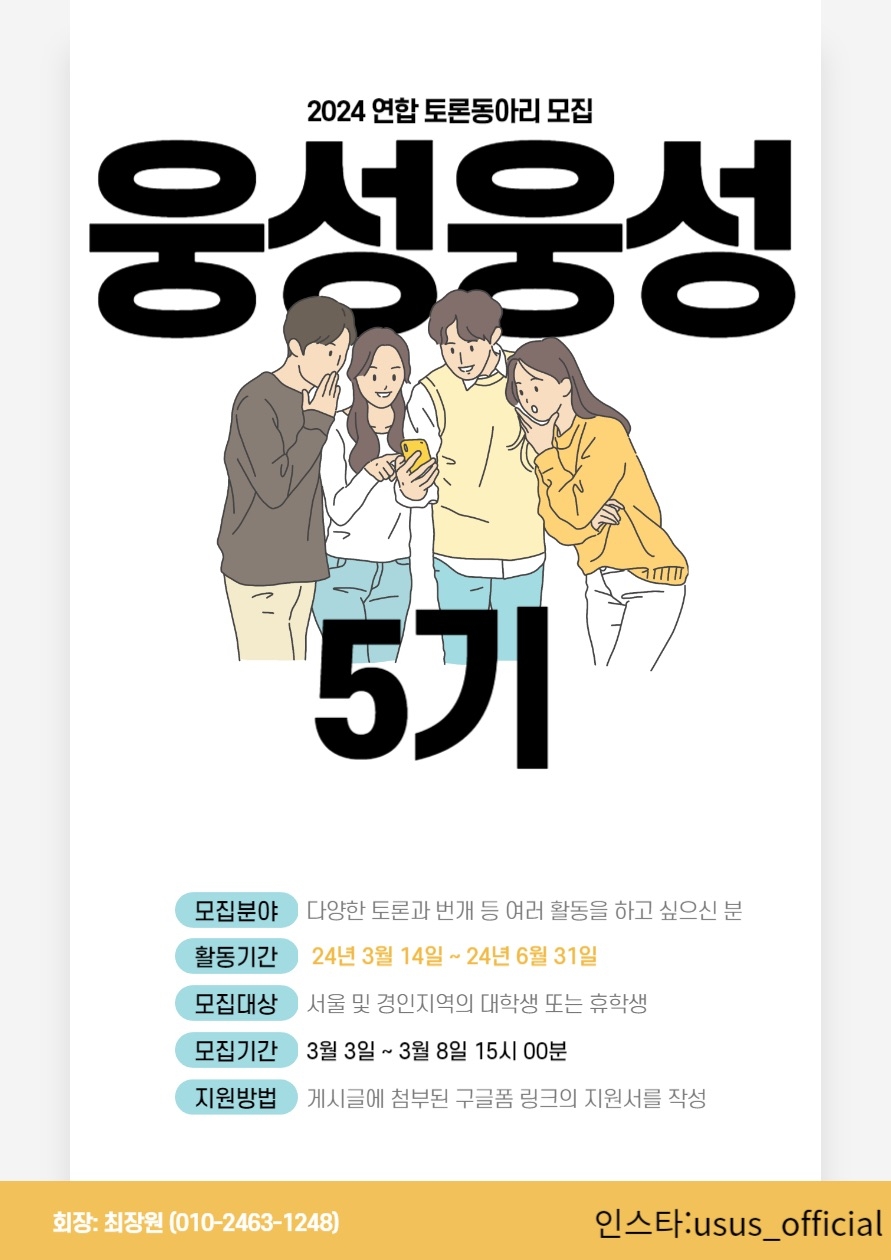 2024 연합 토론동아리 모집
웅성웅성
5기
모집분야 다양한 토론과 번개 등 여러 활동을 하고 싶으신 분
활동기간 24년 3월 14일 ~ 24년 6월 31일
모집대상 서울 및 경인지역의 대학생 또는 휴학생
모집기간 3월 3일 ~ 3월 8일 15시 00분
지원방법 게시글에 첨부된 구글폼 링크의 지원서를 작성
회장: 최장원 (010-2463-1248)
인스타:usus_official